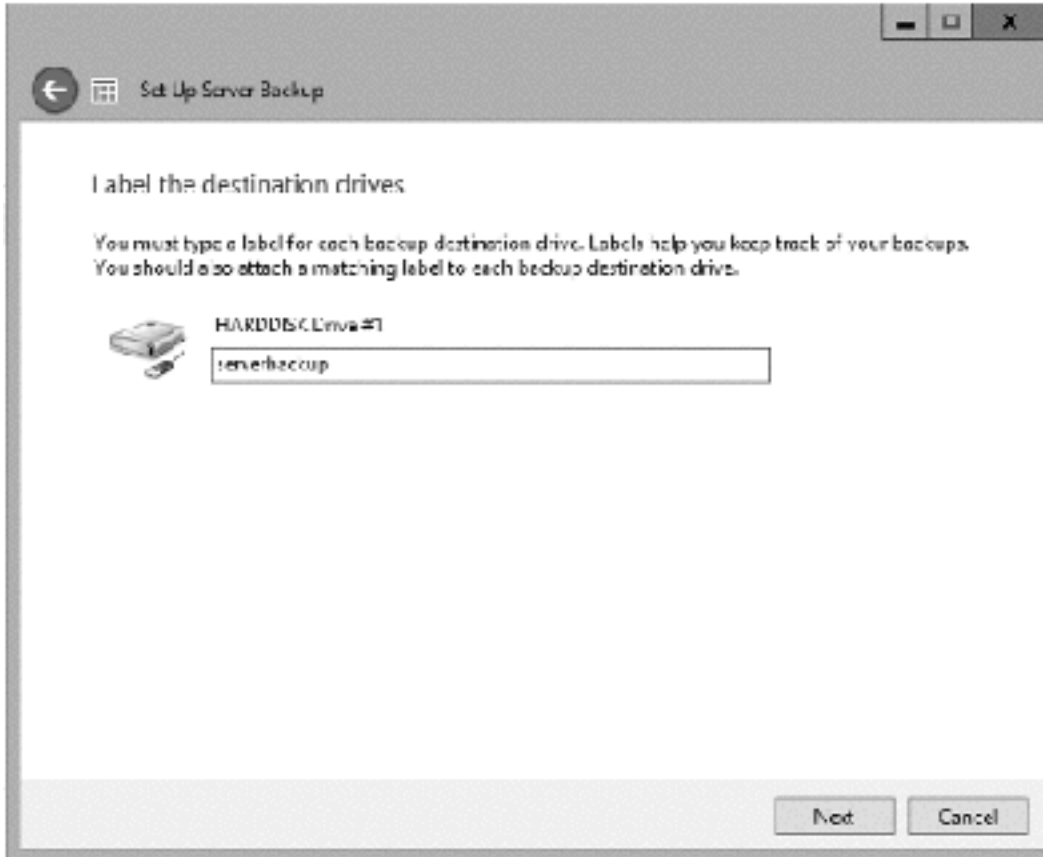 Set Up Server Backup
Label the destination drives
You must type a label for each backup destination drive. Labels help you keep track of your backups.
You should also attach a matching label to each backup destination drive.
HARDDISK Drive #1
serverbackup
Next
Cancel